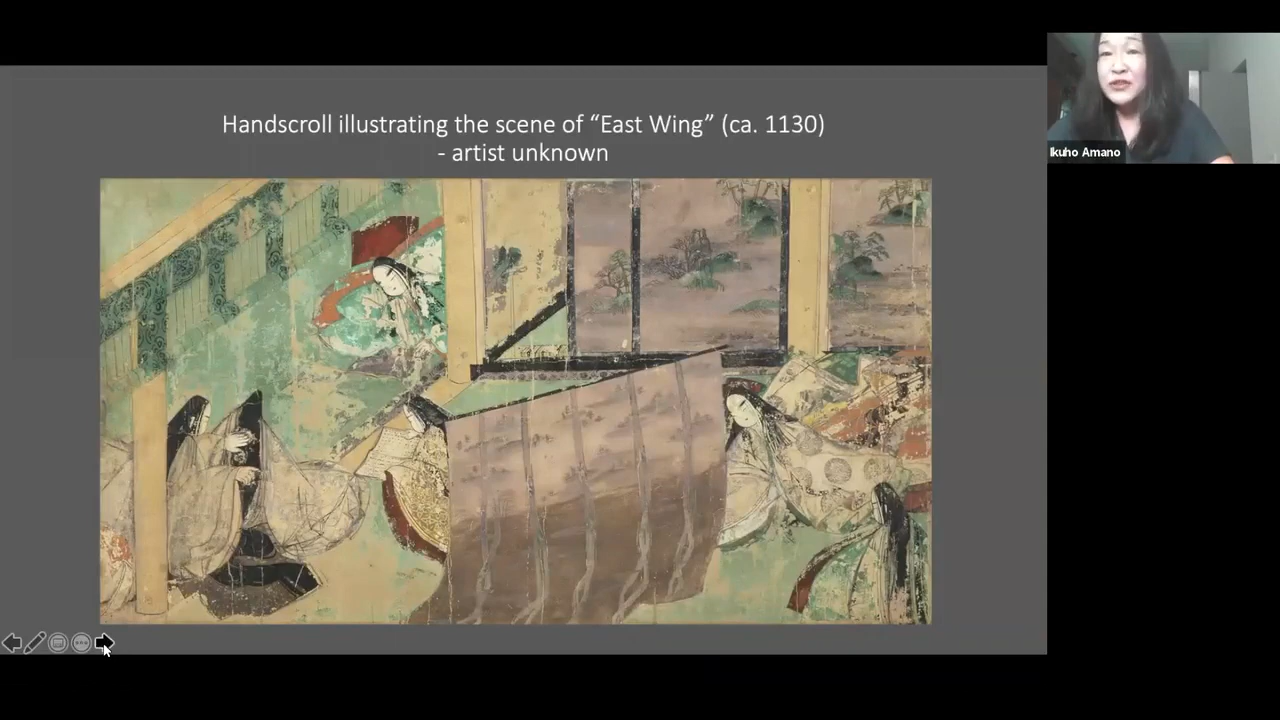 Handscroll illustrating the scene of “East Wing” (ca. 1130)
- artist unknown
Ikuho Amano